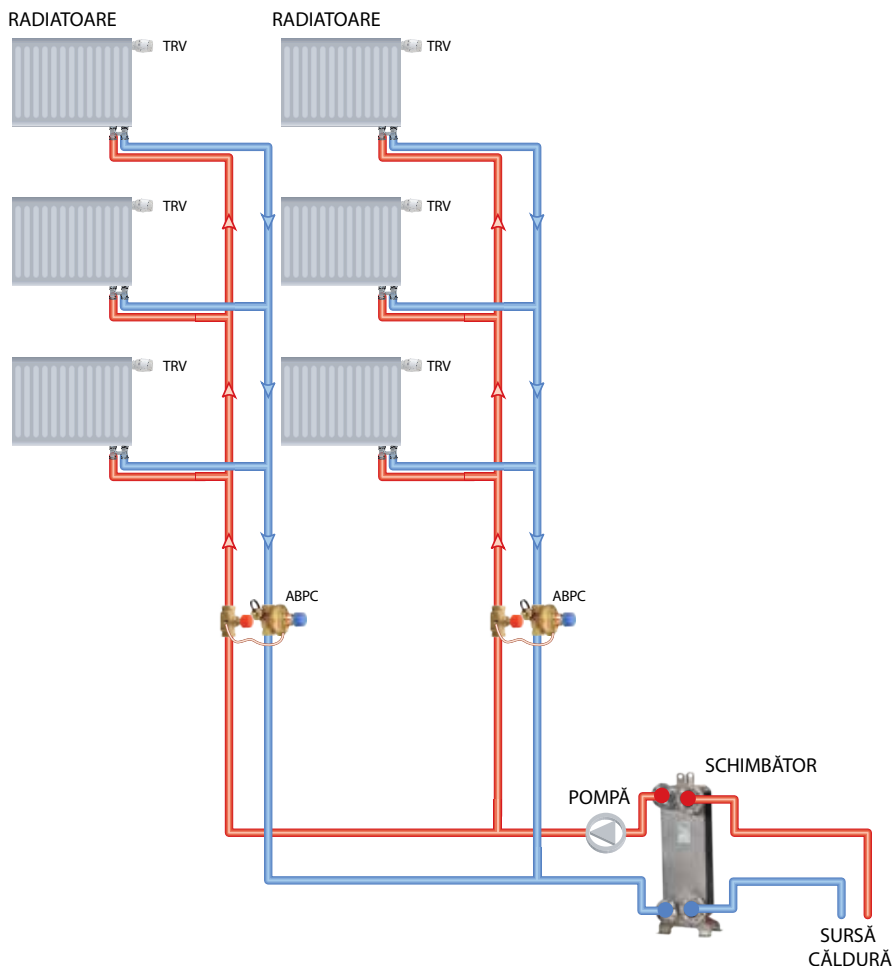 RADIATOARE
RADIATOARE
TRV
TRV
TRV
TRV
TRV
TRV
ABPC
ABPC
SCHIMBĂTOR
POMPĂ
SURSĂ
CĂLDURĂ